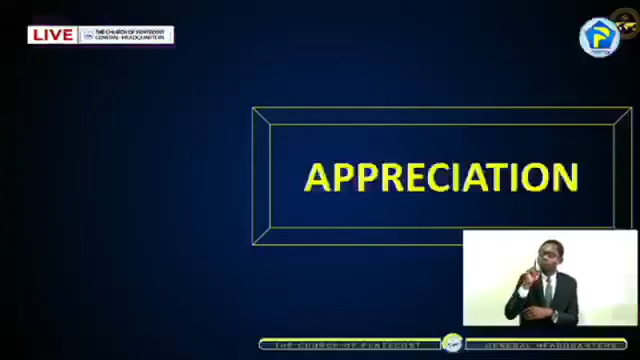 LIVE
THE CHURCH OF PENTECOST
GENERAL HEADQUARTERS
APPRECIATION
THE CHURCH OF PENTECOST
GENERAL HEADQUARTERS